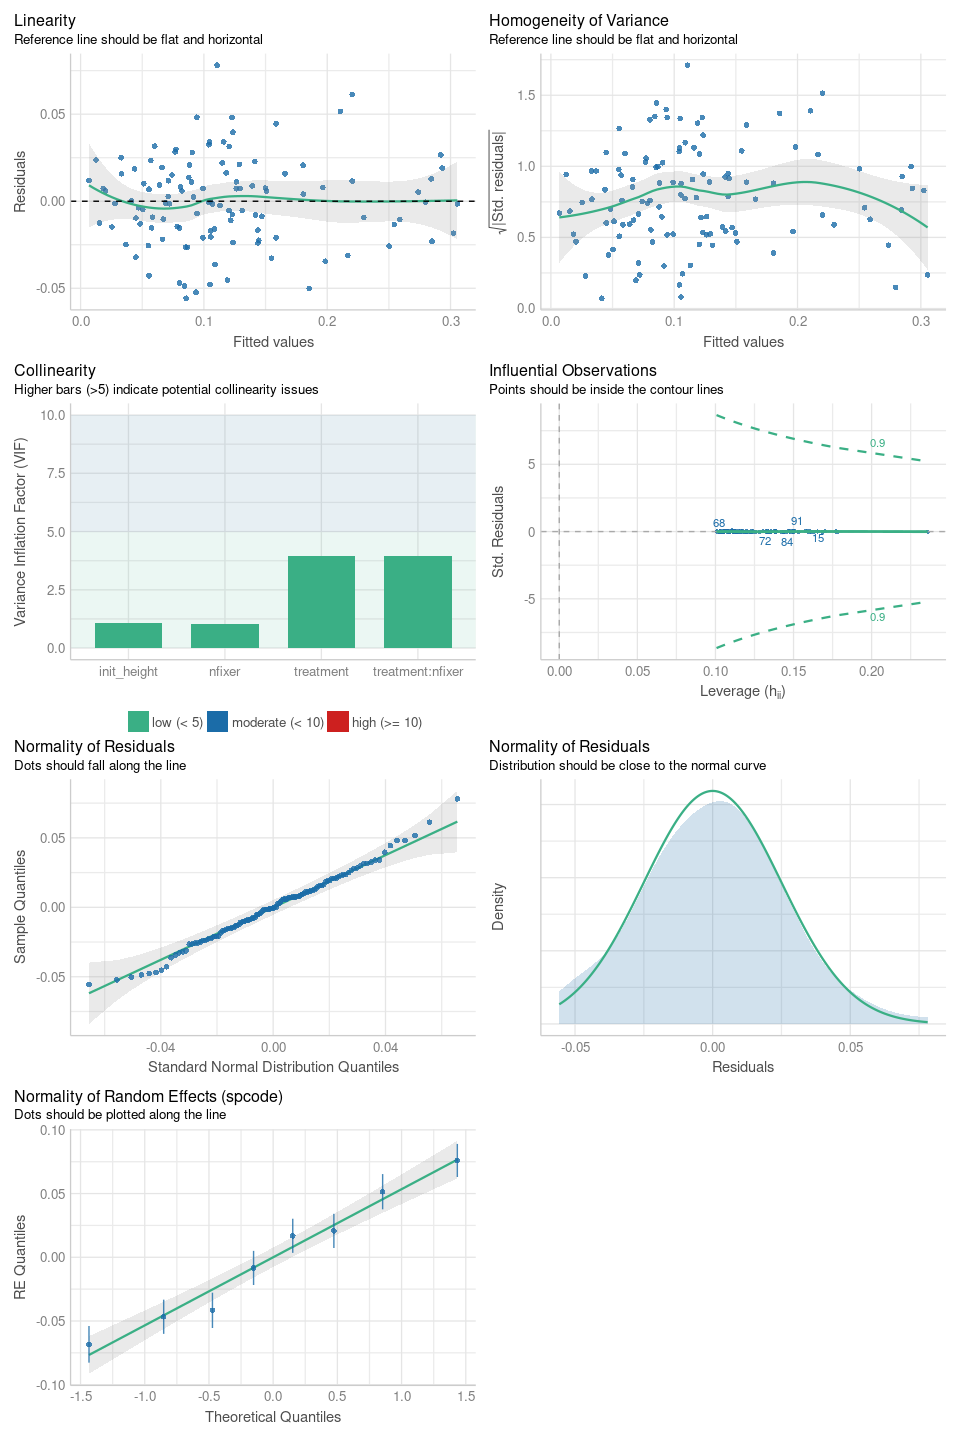 Linearity
Reference line should be flat and horizontal
0.05
0.00
-0.05
Residuals
0.0
0.1
0.2
0.3
Fitted values
Homogeneity of Variance
Reference line should be flat and horizontal
1.5
1.0
0.5
0.0
√|Std. residuals|
0.0
0.1
0.2
0.3
Fitted values
Collinearity
Higher bars (>5) indicate potential collinearity issues
10.0
7.5
5.0
2.5
0.0
Variance Inflation Factor (VIF)
init_height
nfixer
treatment
treatment:nfixer
low (< 5)
moderate (< 10)
high (>= 10)
Influential Observations
Points should be inside the contour lines
5
0
-5
Std. Residuals
0.9
68
91
72
84
15
0.9
0.00
0.05
0.10
0.15
0.20
Leverage (hii)
Normality of Residuals
Dots should fall along the line
0.05
0.00
-0.05
Sample Quantiles
-0.04
0.00
0.04
Standard Normal Distribution Quantiles
Normality of Residuals
Distribution should be close to the normal curve
Density
-0.05
0.00
0.05
Residuals
Normality of Random Effects (spcode)
Dots should be plotted along the line
0.10
0.05
0.00
-0.05
-0.10
RE Quantiles
-1.5
-1.0
-0.5
0.0
0.5
1.0
1.5
Theoretical Quantiles